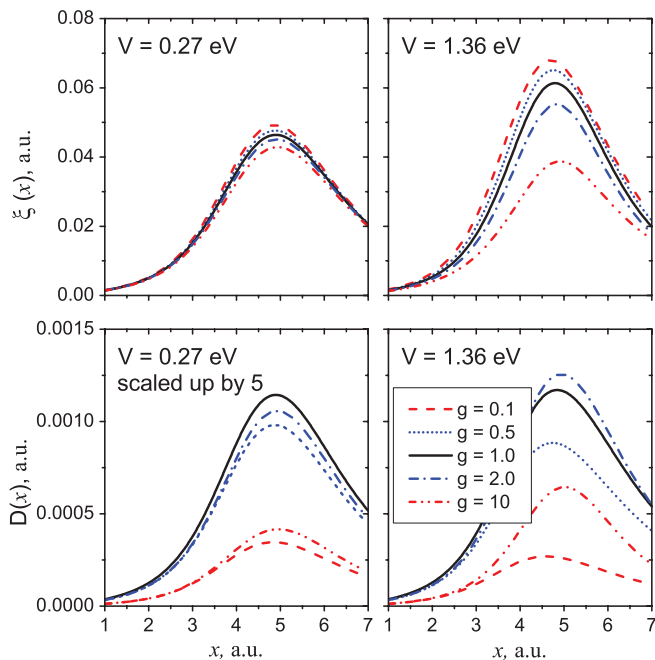 0.08
0.06
0.04
0.02
0.00
ξ (x), a.u.
V = 0.27 eV
V = 1.36 eV
0.0015
0.0010
0.0005
0.0000
D(x), a.u.
V = 0.27 eV
scaled up by 5
V = 1.36 eV
g = 0.1
g = 0.5
g = 1.0
g = 2.0
g = 10
1 2 3 4 5 6 7
1 2 3 4 5 6 7
x, a.u.
x, a.u.